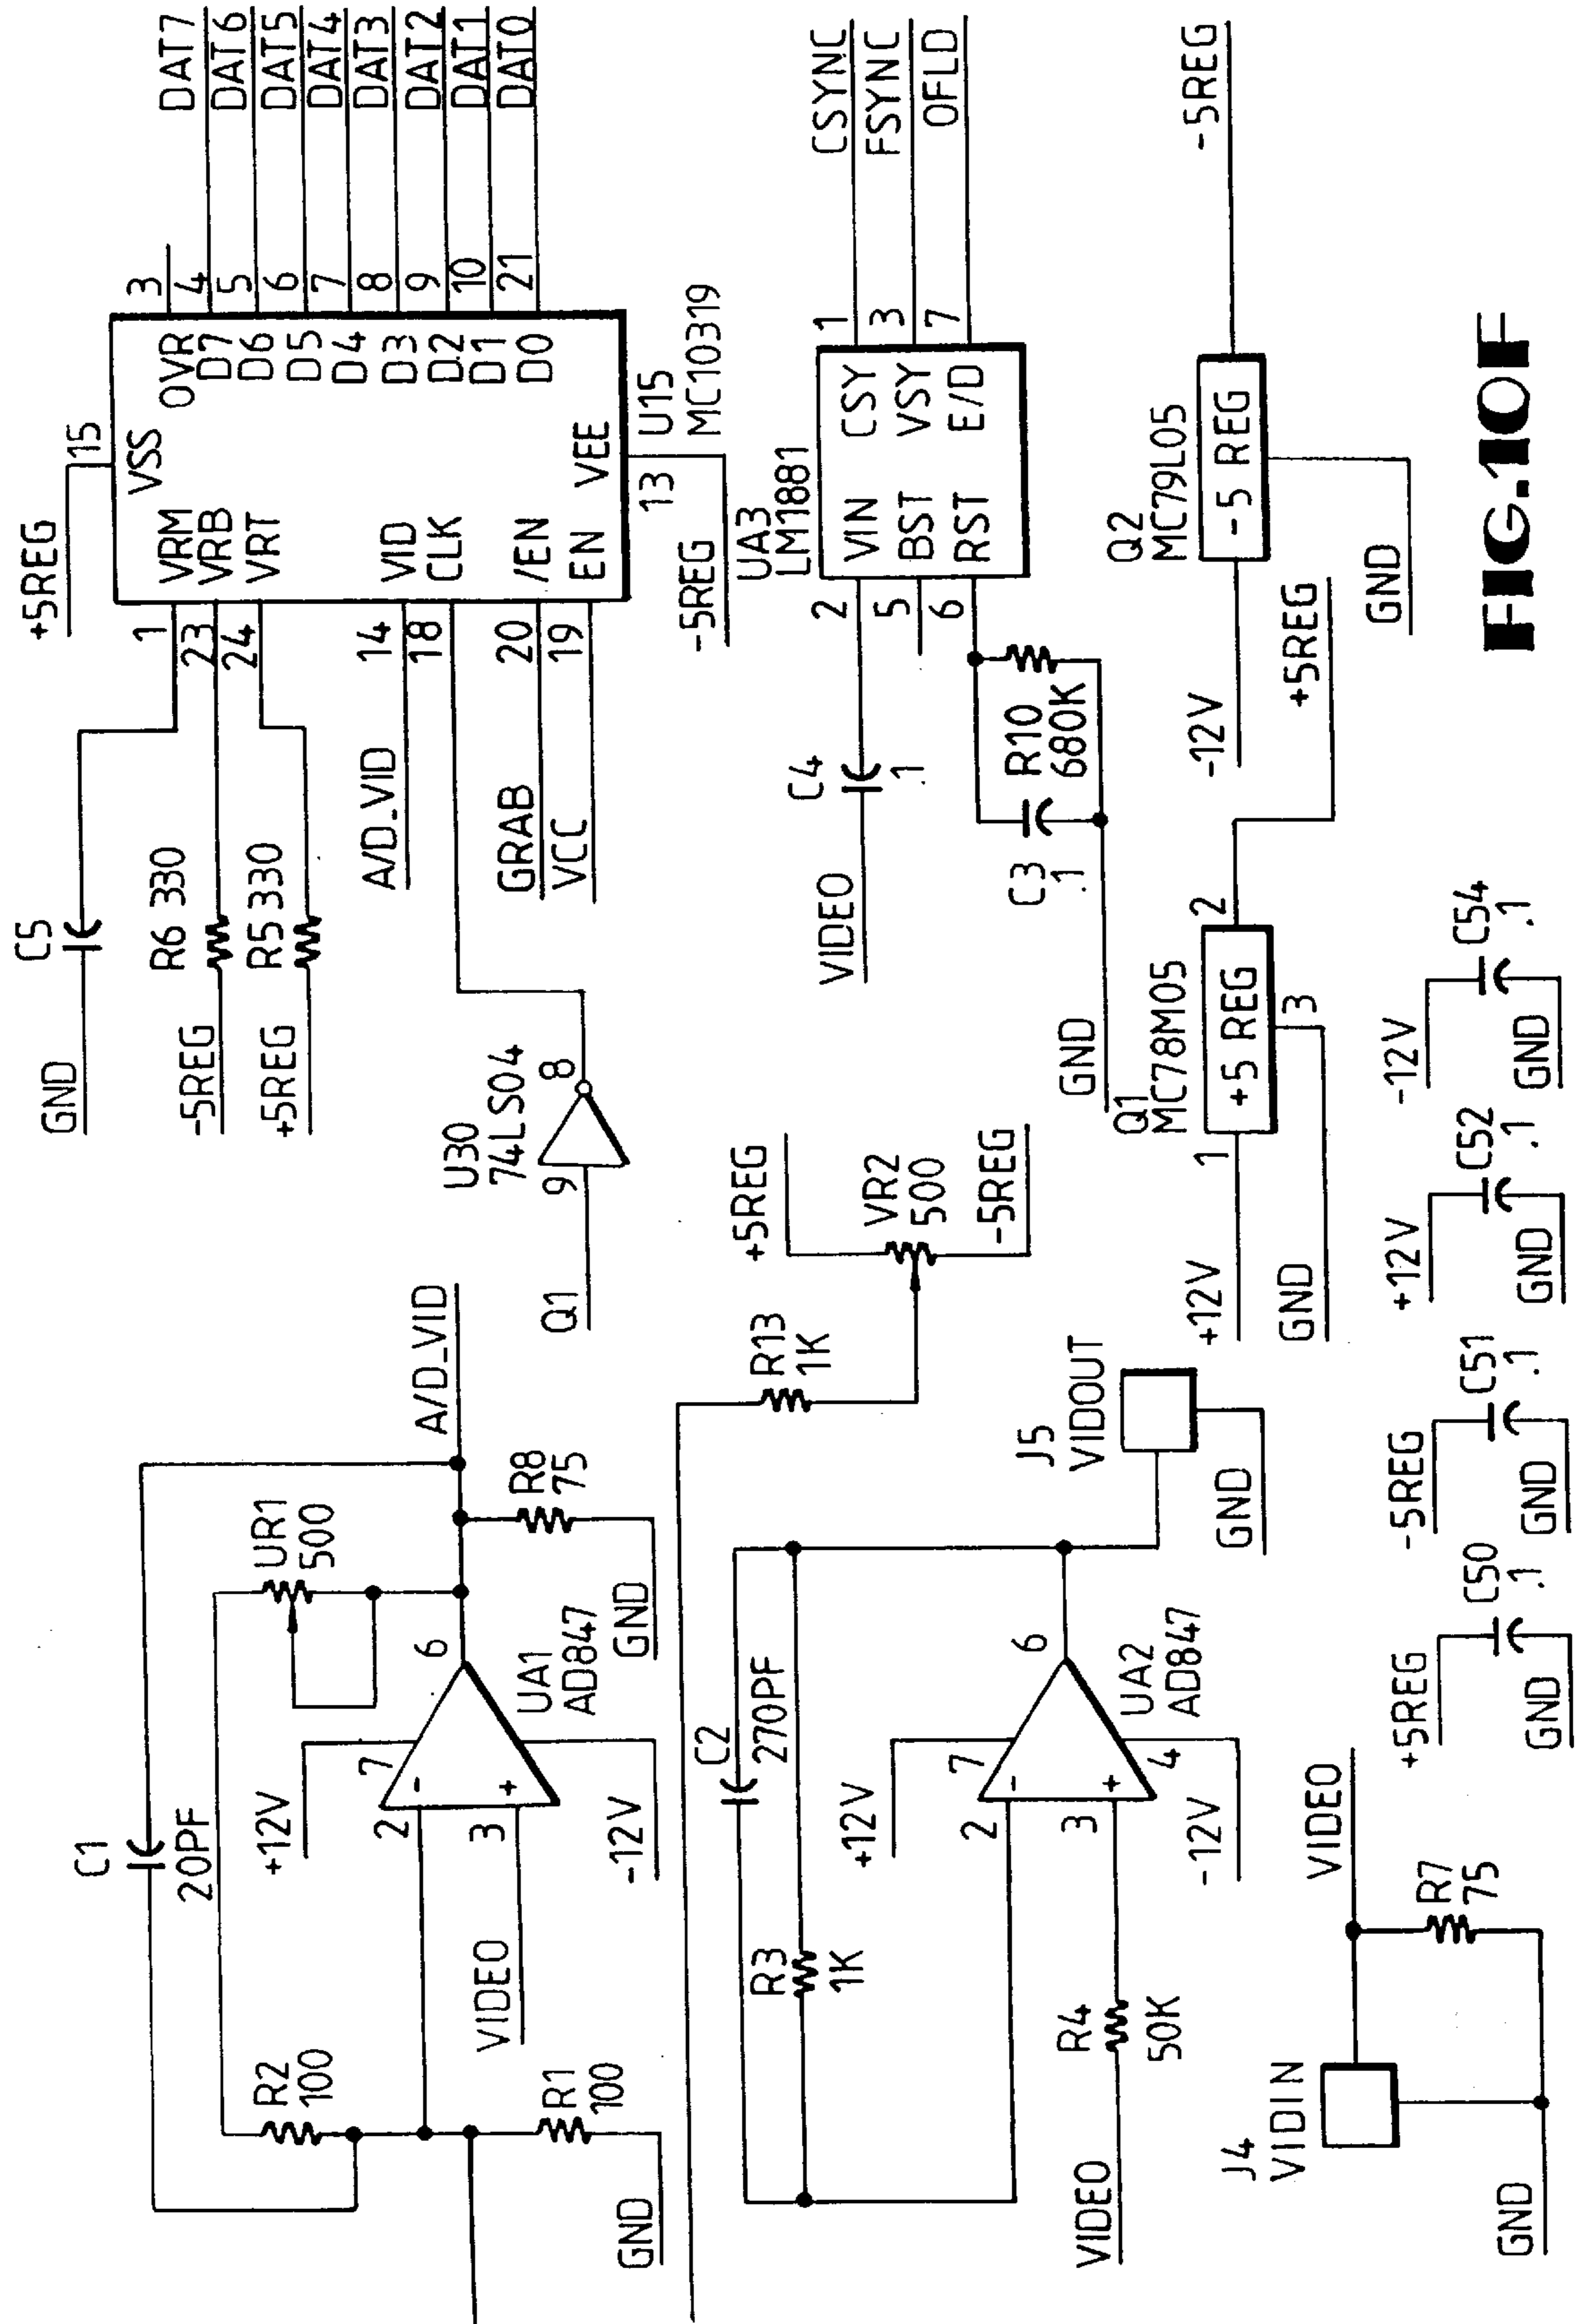 C1
20PF
R2
100
UR1
500
A/D_VID
+12V
7
2
-
6
3
+
VIDEO
UA1
AD847
R8
75
-12V
GND
R1
100
GND
GND
C5
-5REG
R6 330
+5REG
R5 330
+5REG
15
VSS
1
VRM
23
VRB
24
VRT
A/D_VID
14
VID
18
CLK
GRAB
20
/EN
VCC
19
EN
VEE
13
-5REG
U15
MC10319
OVR
3
D7
4
DAT7
D6
5
DAT6
D5
6
DAT5
D4
7
DAT4
D3
8
DAT3
D2
9
DAT2
D1
10
DAT1
D0
21
DAT0
U30
74LS04
Q1
9
8
R13
1K
+5REG
VR2
500
-5REG
C2
270PF
R3
1K
+12V
7
2
-
6
3
+
4
VIDEO
R4
50K
UA2
AD847
-12V
J5
VIDOUT
GND
UA3
LM1881
VIDEO
C4
.1
2
VIN
5
BST
6
RST
CSY
1
CSYNC
VSY
3
FSYNC
E/D
7
OFLD
C3
.1
R10
680K
GND
Q1
MC78M05
+12V
1
+5 REG
2
3
GND
+5REG
Q2
MC79L05
-12V
-5 REG
-5REG
GND
J4
VIDIN
VIDEO
R7
75
GND
+5REG
C50
.1
GND
-5REG
C51
.1
GND
+12V
C52
.1
GND
-12V
C54
.1
GND
FIG.10F